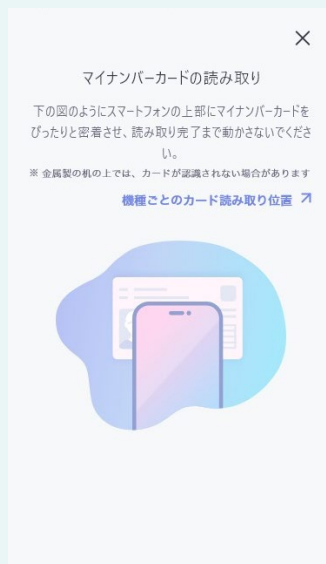 マイナンバーカードの読み取り
下の図のようにスマートフォンの上部にマイナンバーカードを
ぴったりと密着させ、読み取り完了まで動かさないでくださ
い。
※ 金属製の机の上では、カードが認識されない場合があります
機種ごとのカード読み取り位置